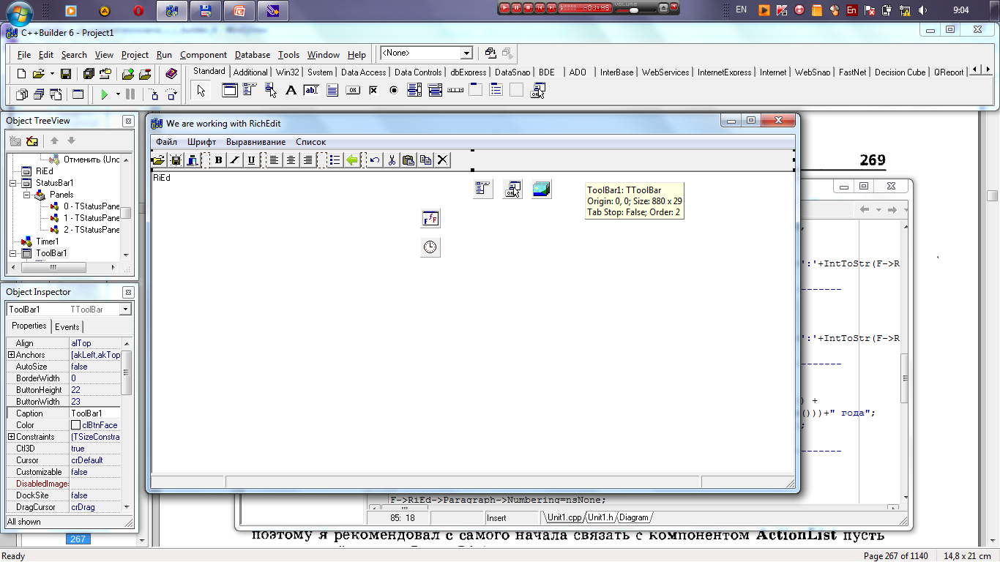 EN
En
9:04
-03:45
VOLUME
C++Builder 6 - Project1
File Edit Search View Project Run Component Database Tools Window Help
<None>
Standard Additional Win32 System Data Access Data Controls dbExpress DataSnap BDE ADO InterBase WebServices InternetExpress Internet WebSnap FastNet Decision Cube QReport
Object TreeView
Отменить {Unc
RiEd
StatusBar1
Panels
0 - TStatusPane
1 - TStatusPane
2 - TStatusPane
Timer1
ToolBar1
Object Inspector
ToolBar1 TToolBar
Properties Events
Align alTop
Anchors [akLeft,akTop
AutoSize false
BorderWidth 0
ButtonHeight 22
ButtonWidth 23
Caption ToolBar1
Color clBtnFace
Constraints (TSizeConstra
Ctl3D true
Cursor crDefault
Customizable false
DisabledImage:
DockSite false
DragCursor crDrag
All shown
267
We are working with RichEdit
Файл Шрифт Выравнивание Список
B I U
RiEd
ToolBar1: TToolBar
Origin: 0, 0; Size: 880 x 29
Tab Stop: False; Order: 2
269
':'+IntToStr(F->R
':'+IntToStr(F->R
) +
()))+" года";
F->RiEd->Paragraph->Numbering=nsNone;
85: 18 Insert Unit1.cpp Unit1.h Diagram
поэтому я рекомендовал с самого начала связать с компонентом ActionList пусть
Ready
Page 267 of 1140 14,8 x 21 cm